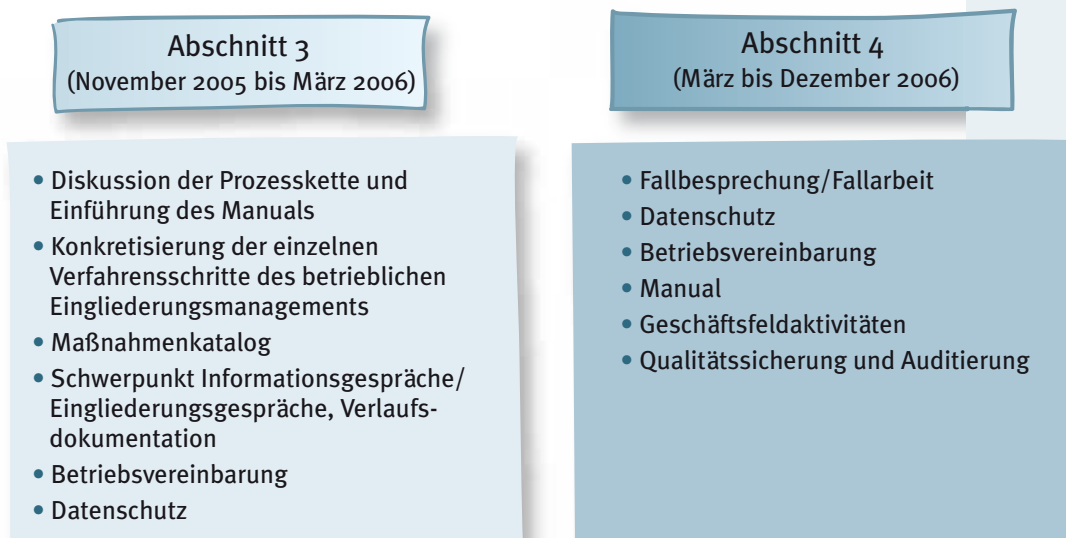 Abschnitt 3
(November 2005 bis März 2006)
• Diskussion der Prozesskette und
Einführung des Manuals
• Konkretisierung der einzelnen
Verfahrensschritte des betrieblichen
Eingliederungsmanagements
• Maßnahmenkatalog
• Schwerpunkt Informationsgespräche/
Eingliederungsgespräche, Verlaufs-
dokumentation
• Betriebsvereinbarung
• Datenschutz
Abschnitt 4
(März bis Dezember 2006)
• Fallbesprechung/Fallarbeit
• Datenschutz
• Betriebsvereinbarung
• Manual
• Geschäftsfeldaktivitäten
• Qualitätssicherung und Auditierung